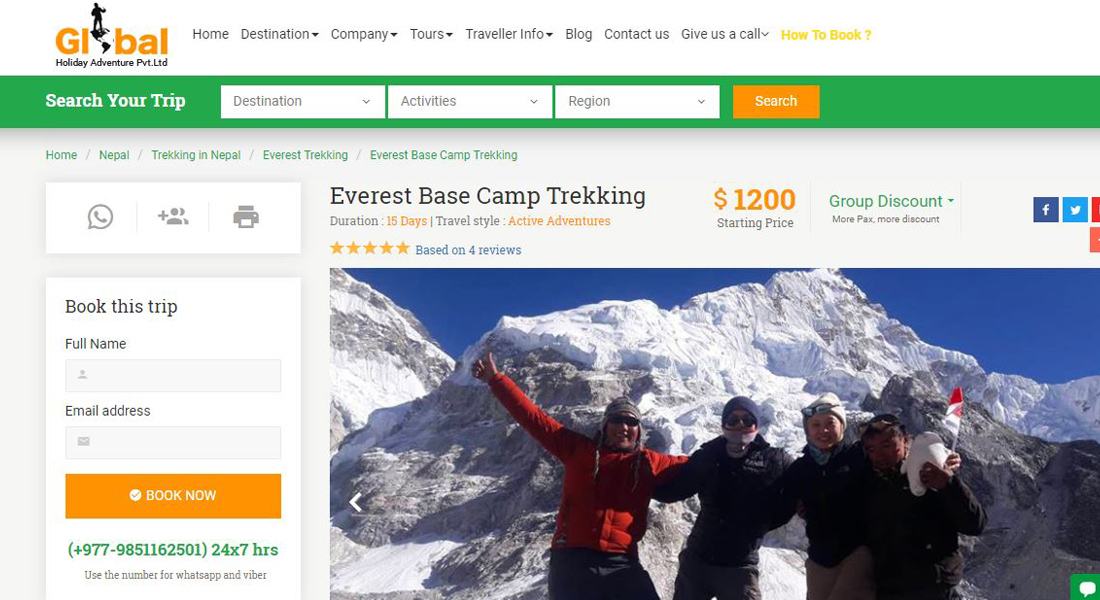 Global
Holiday Adventure Pvt.Ltd
Home Destination Company Tours Traveller Info Blog Contact us Give us a call How To Book ?
Search Your Trip Destination Activities Region Search
Home / Nepal / Trekking in Nepal / Everest Trekking / Everest Base Camp Trekking
Everest Base Camp Trekking
Duration : 15 Days | Travel style : Active Adventures
Based on 4 reviews
$ 1200
Starting Price
Group Discount
More Pax, more discount
Book this trip
Full Name
Email address
BOOK NOW
(+977-9851162501) 24x7 hrs
Use the number for whatsapp and viber